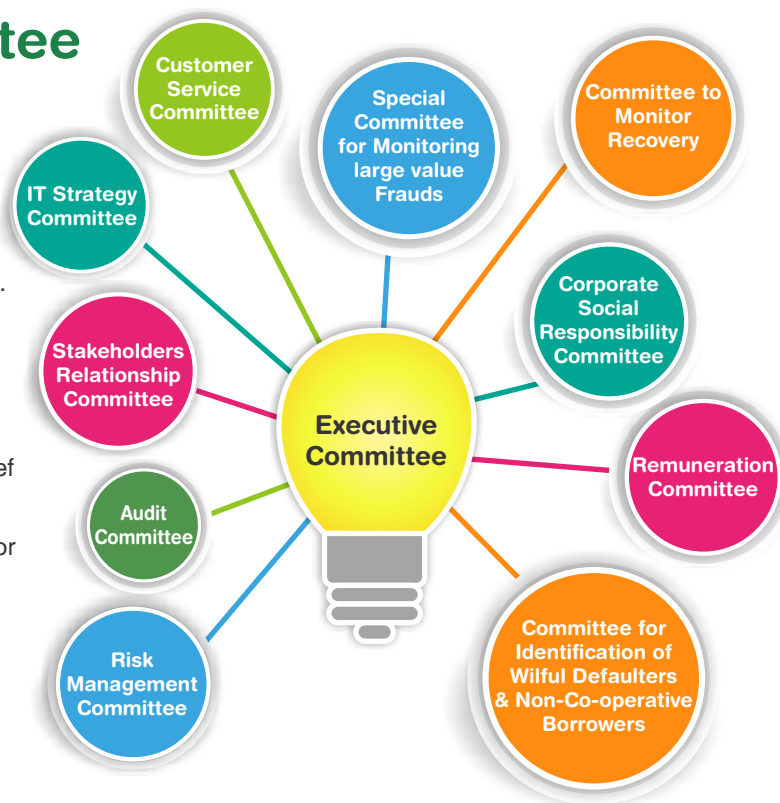 tee
Customer
Service
Committee
Special
Committee
for Monitoring
large value
Frauds
Committee to
Monitor
Recovery
IT Strategy
Committee
.
Corporate
Social
Responsibility
Committee
Stakeholders
Relationship
Committee
Executive
Committee
ef
Remuneration
Committee
Audit
Committee
or
Risk
Management
Committee
Committee for
Identification of
Wilful Defaulters
& Non-Co-operative
Borrowers